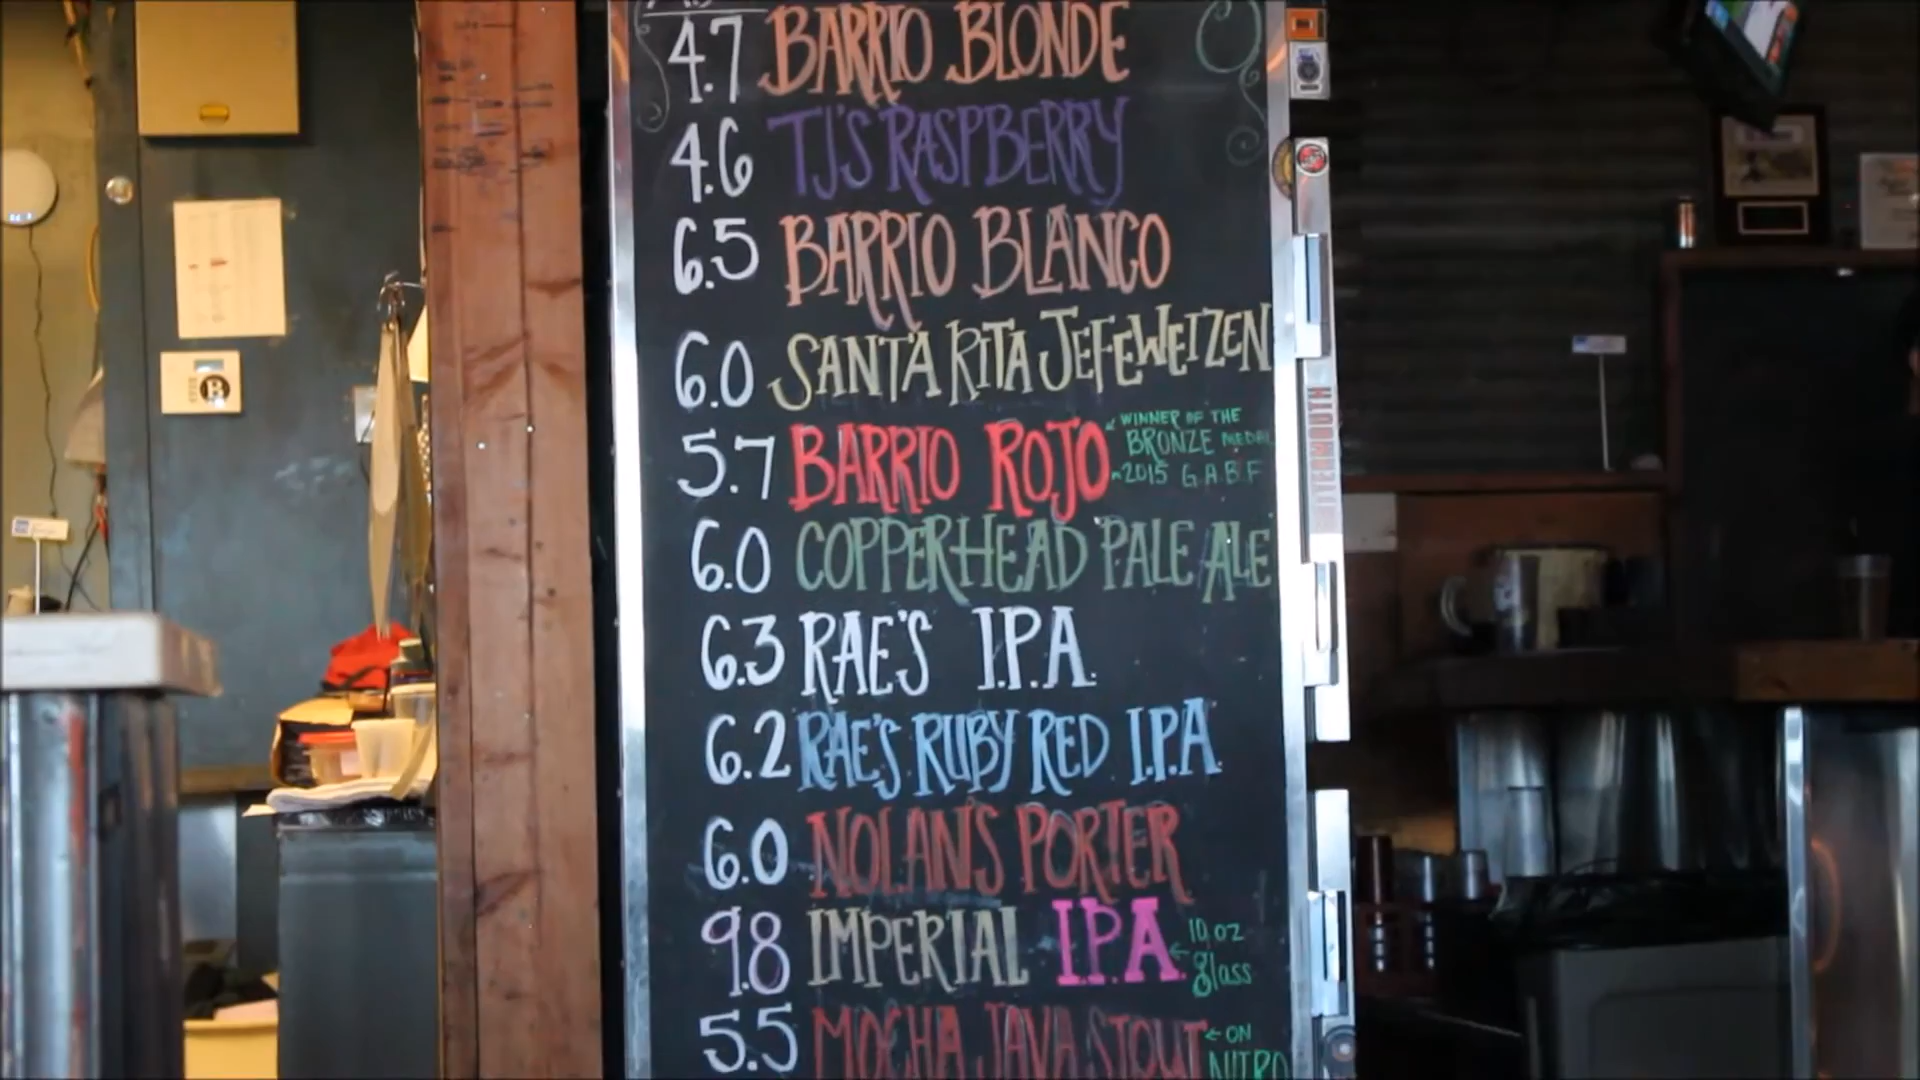 4.7 BARRIO BLONDE
4.6 TJ'S RASPBERRY
6.5 BARRIO BLANCO
6.0 SANTA RITA JEFEWEIZEN
5.7 BARRIO ROJO
WINNER OF THE
BRONZE MEDAL
2015 G.A.B.F
6.0 COPPERHEAD PALE ALE
6.3 RAE'S I.P.A.
6.2 RAE'S RUBY RED I.P.A.
6.0 NOLAN'S PORTER
9.8 IMPERIAL I.P.A.
10 oz
glass
5.5 MOCHA JAVA STOUT
ON
NITRO